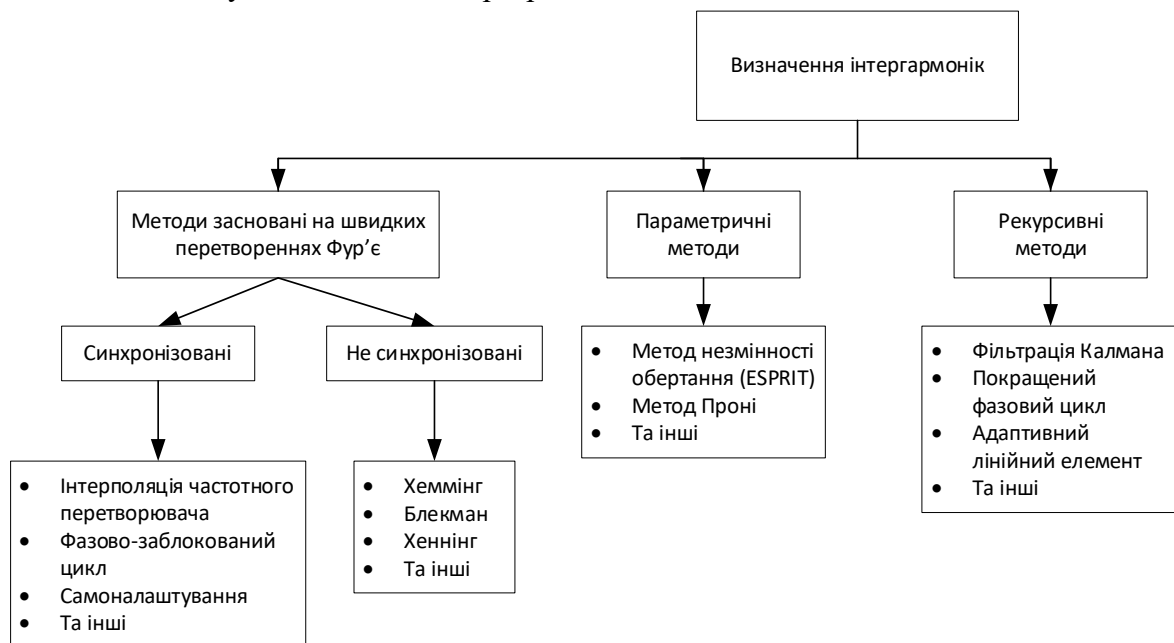 Визначення інтергармонік
Методи засновані на швидких
перетвореннях Фур’є
Параметричні
методи
Рекурсивні
методи
Синхронізовані
Не синхронізовані
• Метод незмінності
обертання (ESPRIT)
• Метод Проні
• Та інші
• Фільтрація Калмана
• Покращений
фазовий цикл
• Адаптивний
лінійний елемент
• Та інші
• Інтерполяція частотного
перетворювача
• Фазово-заблокований
цикл
• Самоналаштування
• Та інші
• Хеммінг
• Блекман
• Хеннінг
• Та інші